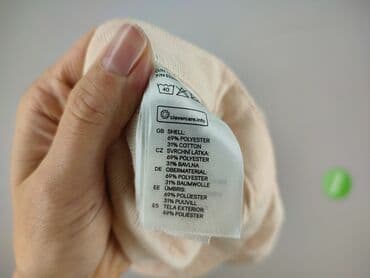 40
clevercare.info
GB SHELL:
69% POLYESTER
31% COTTON
CZ SVRCHNÍ LÁTKA:
69% POLYESTER
31% BAVLNA
DE OBERMATERIAL:
69% POLYESTER
31% BAUMWOLLE
EE ÜMBRIS:
69% POLÜESTER
31% PUUVILL
ES TELA EXTERIOR:
69% POLIÉSTER